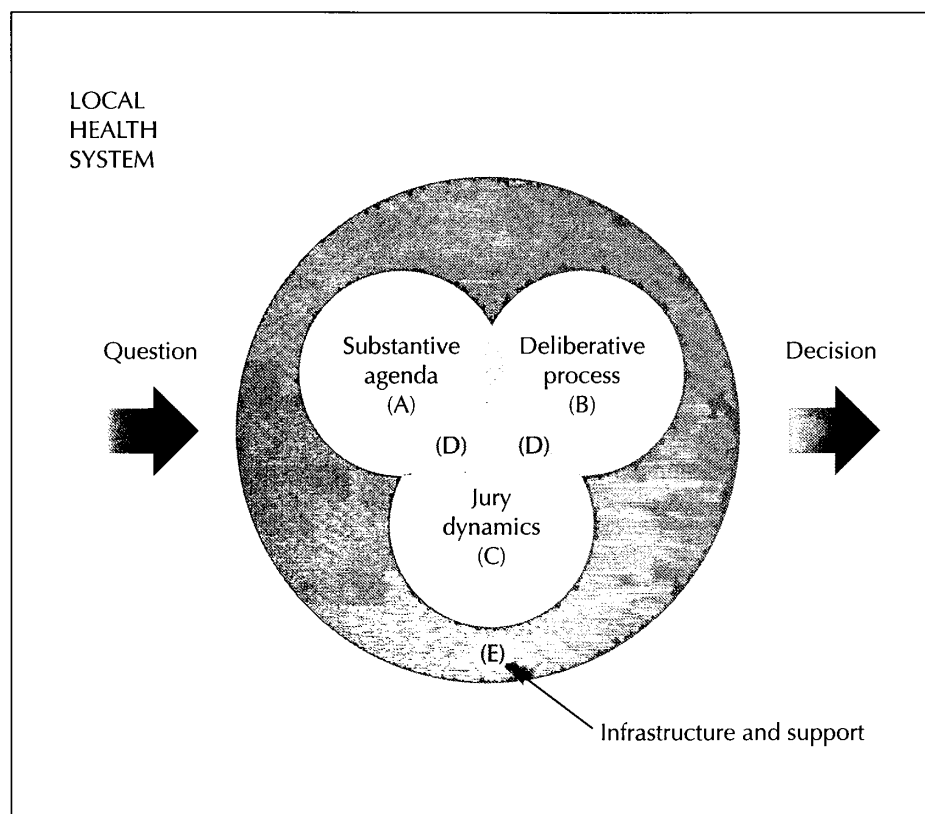 LOCAL
HEALTH
SYSTEM
Question
Substantive
agenda
(A)
Deliberative
process
(B)
Decision
(D)
(D)
Jury
dynamics
(C)
(E)
Infrastructure and support